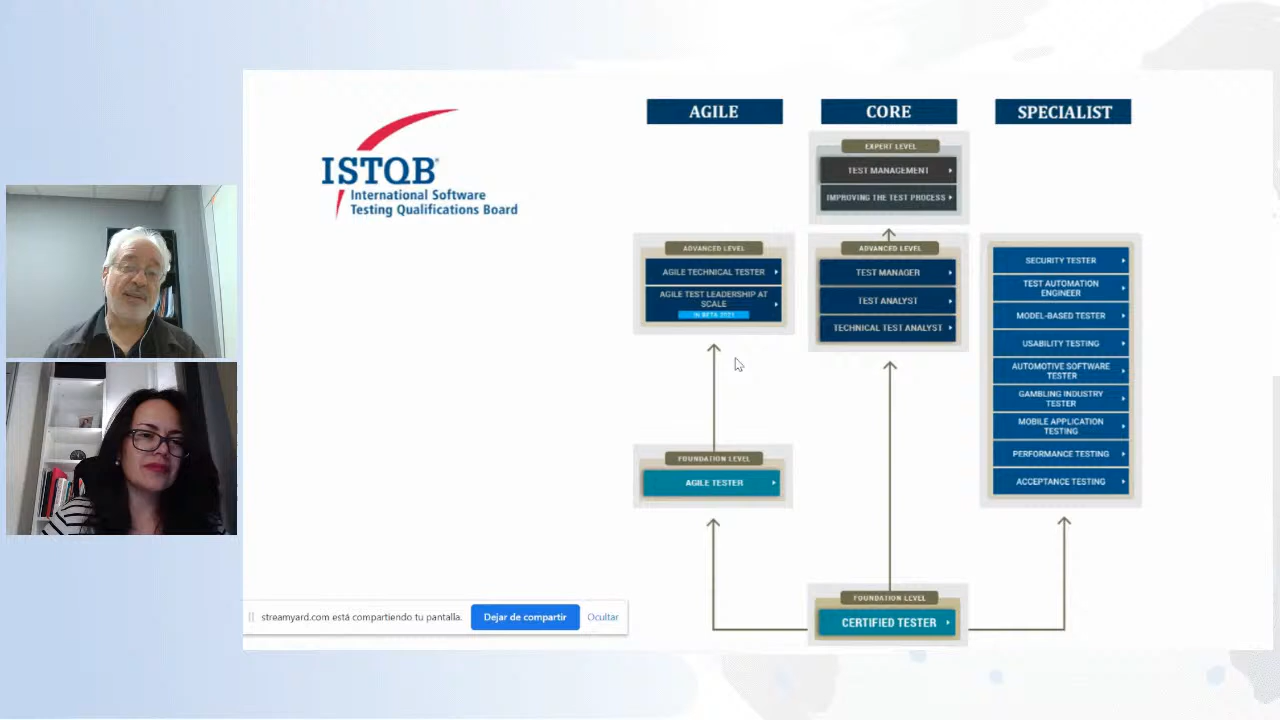 ISTQB®
International Software
Testing Qualifications Board
AGILE
CORE
SPECIALIST
EXPERT LEVEL
TEST MANAGEMENT
IMPROVING THE TEST PROCESS
ADVANCED LEVEL
AGILE TECHNICAL TESTER
AGILE TEST LEADERSHIP AT
SCALE
IN BETA 2021
ADVANCED LEVEL
TEST MANAGER
TEST ANALYST
TECHNICAL TEST ANALYST
SECURITY TESTER
TEST AUTOMATION
ENGINEER
MODEL-BASED TESTER
USABILITY TESTING
AUTOMOTIVE SOFTWARE
TESTER
GAMBLING INDUSTRY
TESTER
MOBILE APPLICATION
TESTING
PERFORMANCE TESTING
ACCEPTANCE TESTING
FOUNDATION LEVEL
AGILE TESTER
FOUNDATION LEVEL
CERTIFIED TESTER
streamyard.com está compartiendo tu pantalla.
Dejar de compartir
Ocultar